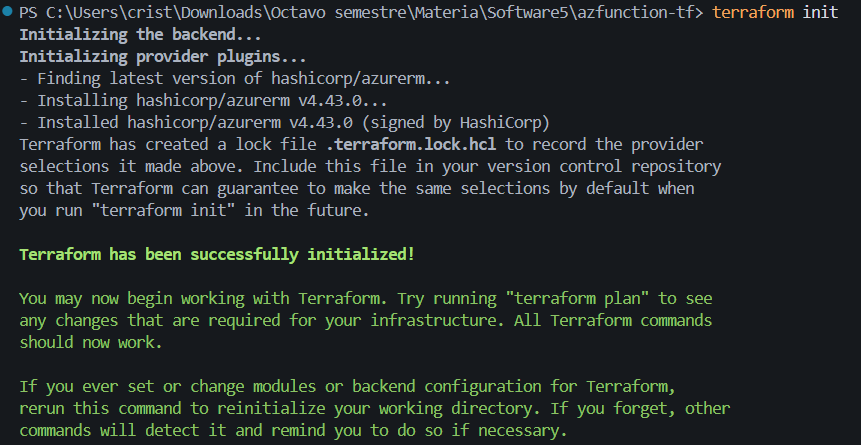 PS C:\Users\crist\Downloads\Octavo semestre\Materia\Software5\azfunction-tf> terraform init
Initializing the backend...
Initializing provider plugins...
- Finding latest version of hashicorp/azurerm...
- Installing hashicorp/azurerm v4.43.0...
- Installed hashicorp/azurerm v4.43.0 (signed by HashiCorp)
Terraform has created a lock file .terraform.lock.hcl to record the provider
selections it made above. Include this file in your version control repository
so that Terraform can guarantee to make the same selections by default when
you run "terraform init" in the future.
Terraform has been successfully initialized!
You may now begin working with Terraform. Try running "terraform plan" to see
any changes that are required for your infrastructure. All Terraform commands
should now work.
If you ever set or change modules or backend configuration for Terraform,
rerun this command to reinitialize your working directory. If you forget, other
commands will detect it and remind you to do so if necessary.